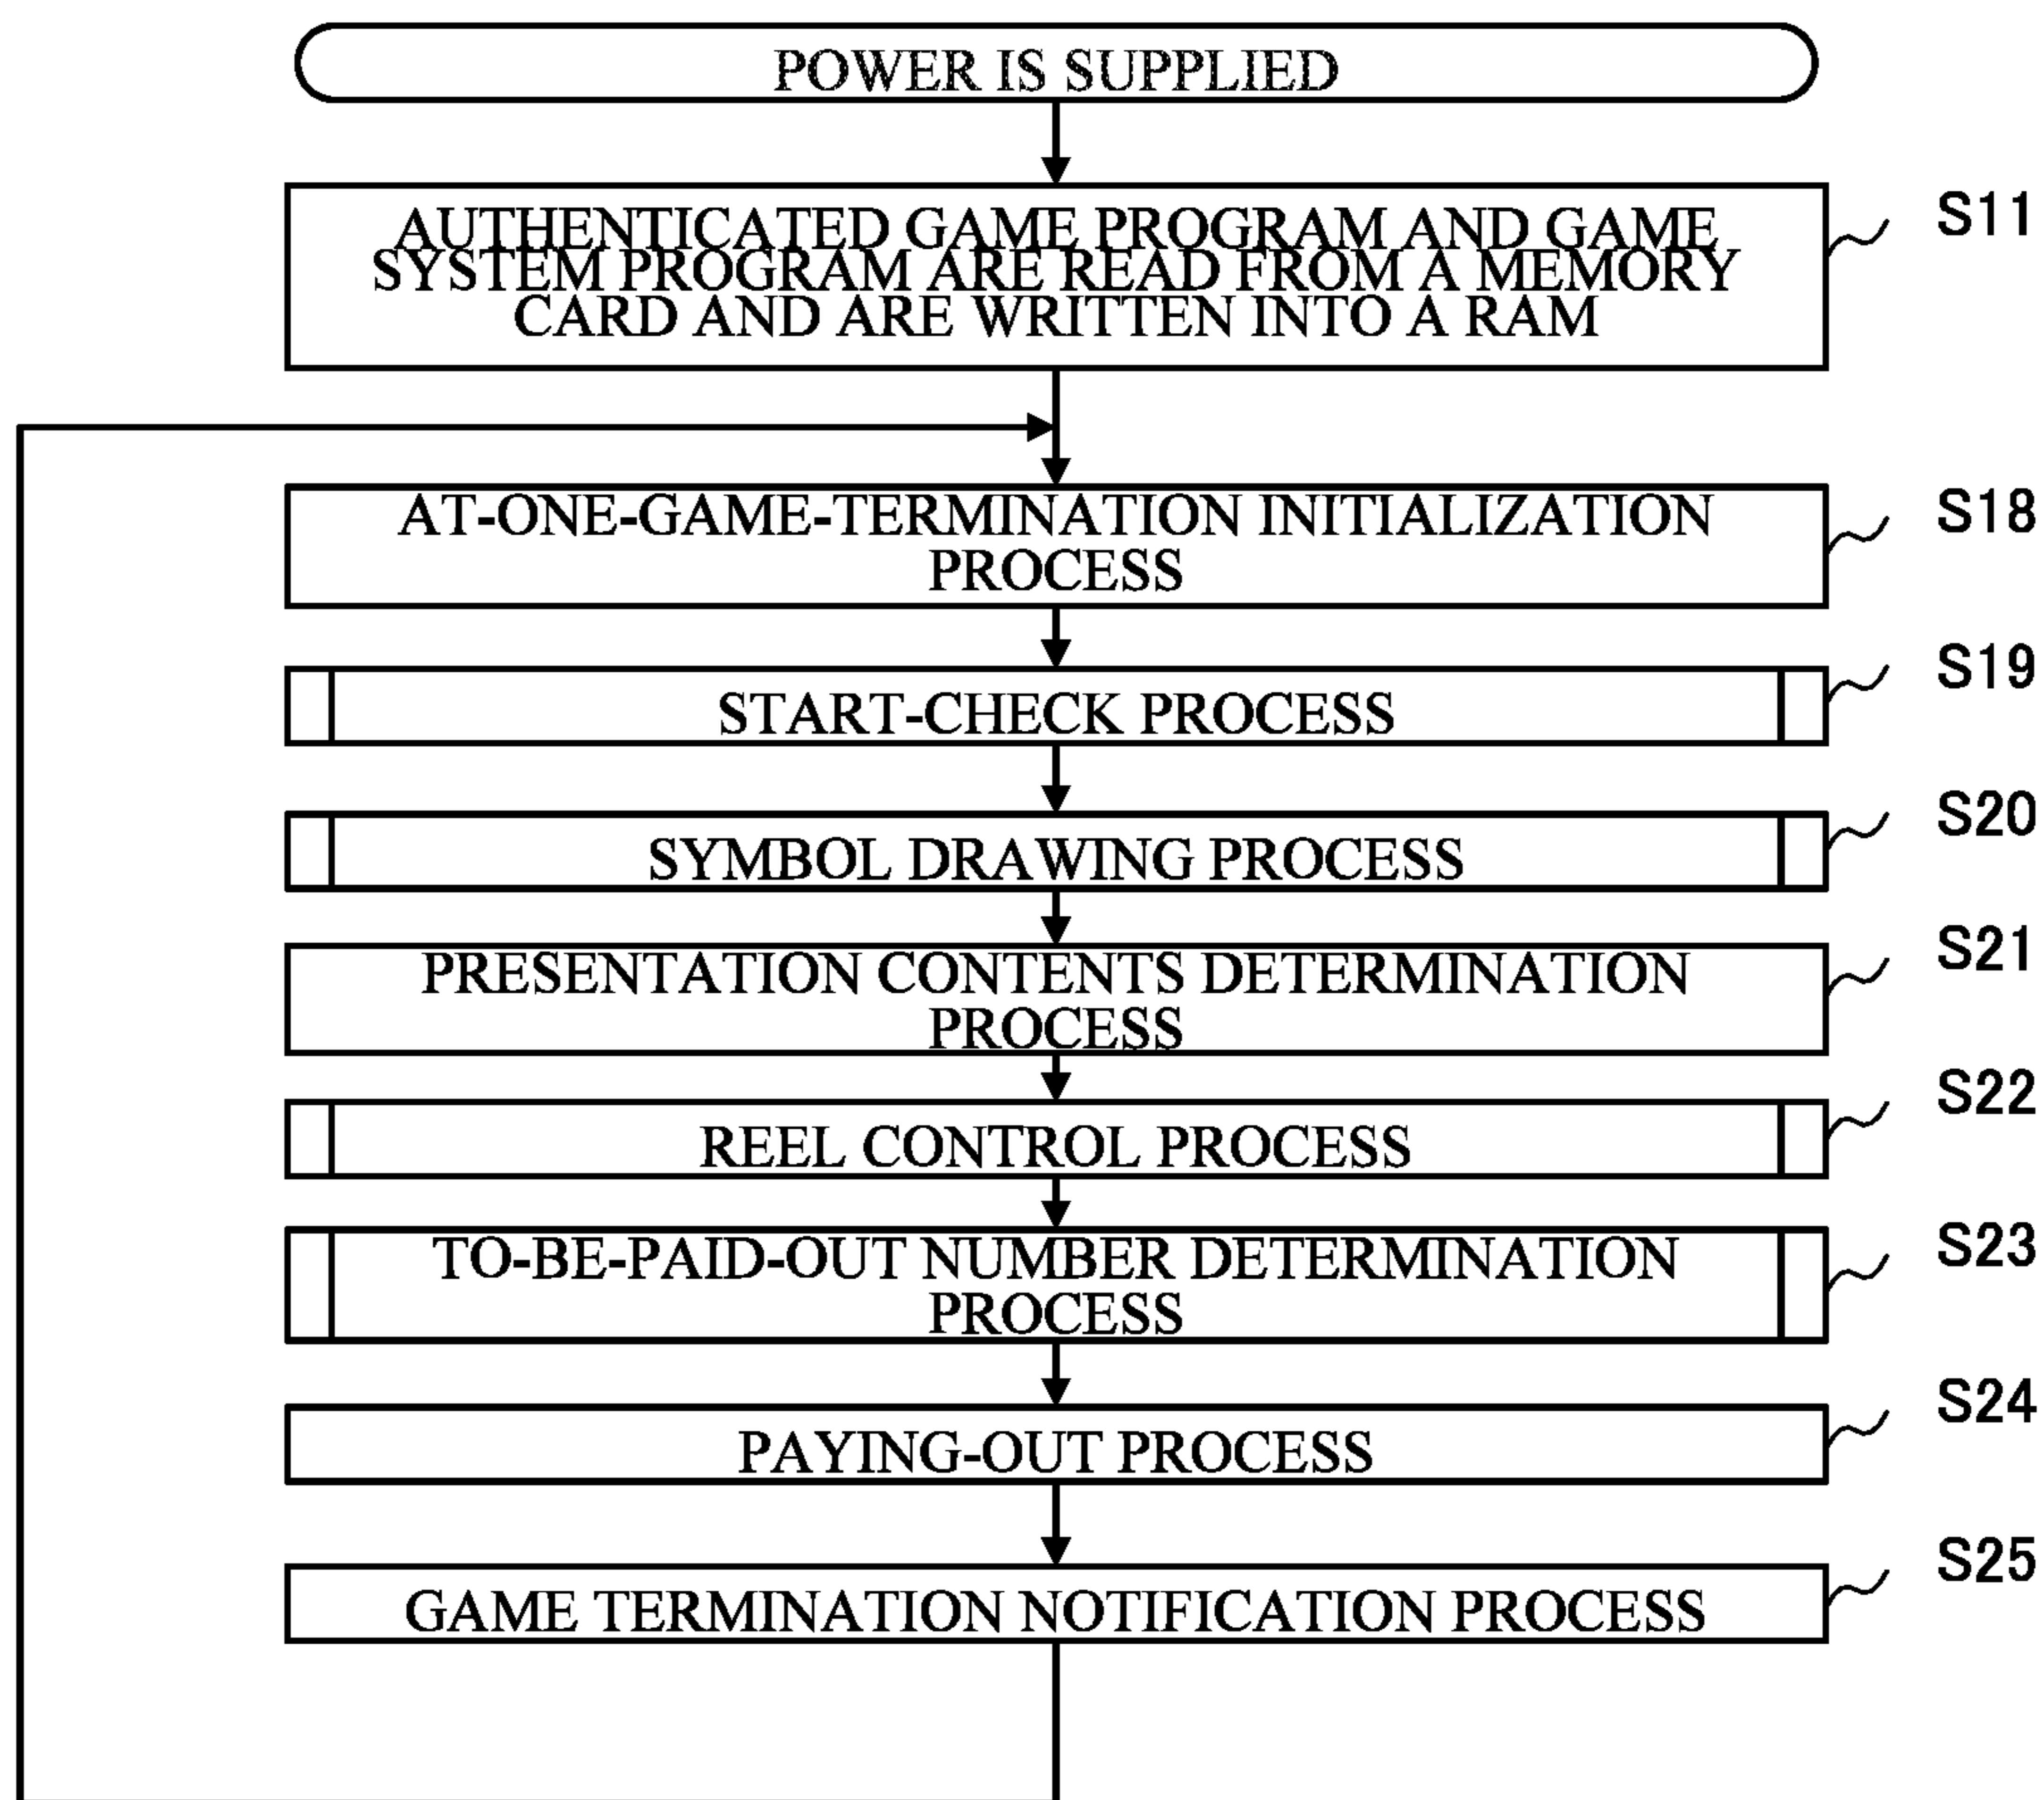 POWER IS SUPPLIED
AUTHENTICATED GAME PROGRAM AND GAME
SYSTEM PROGRAM ARE READ FROM A MEMORY
CARD AND ARE WRITTEN INTO A RAM
S11
AT-ONE-GAME-TERMINATION INITIALIZATION
PROCESS
S18
START-CHECK PROCESS
S19
SYMBOL DRAWING PROCESS
S20
PRESENTATION CONTENTS DETERMINATION
PROCESS
S21
REEL CONTROL PROCESS
S22
TO-BE-PAID-OUT NUMBER DETERMINATION
PROCESS
S23
PAYING-OUT PROCESS
S24
GAME TERMINATION NOTIFICATION PROCESS
S25